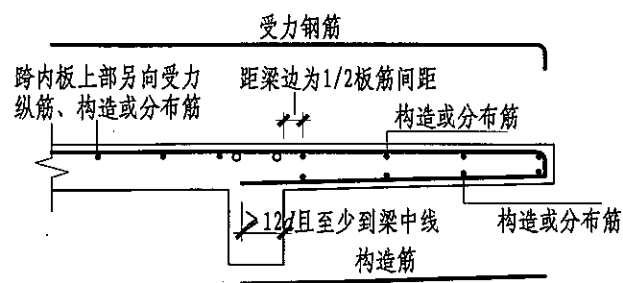 受力钢筋
跨内板上部另向受力
纵筋、构造或分布筋
距梁边为1/2板筋间距
构造或分布筋
≥12d且至少到梁中线
构造或分布筋
构造筋